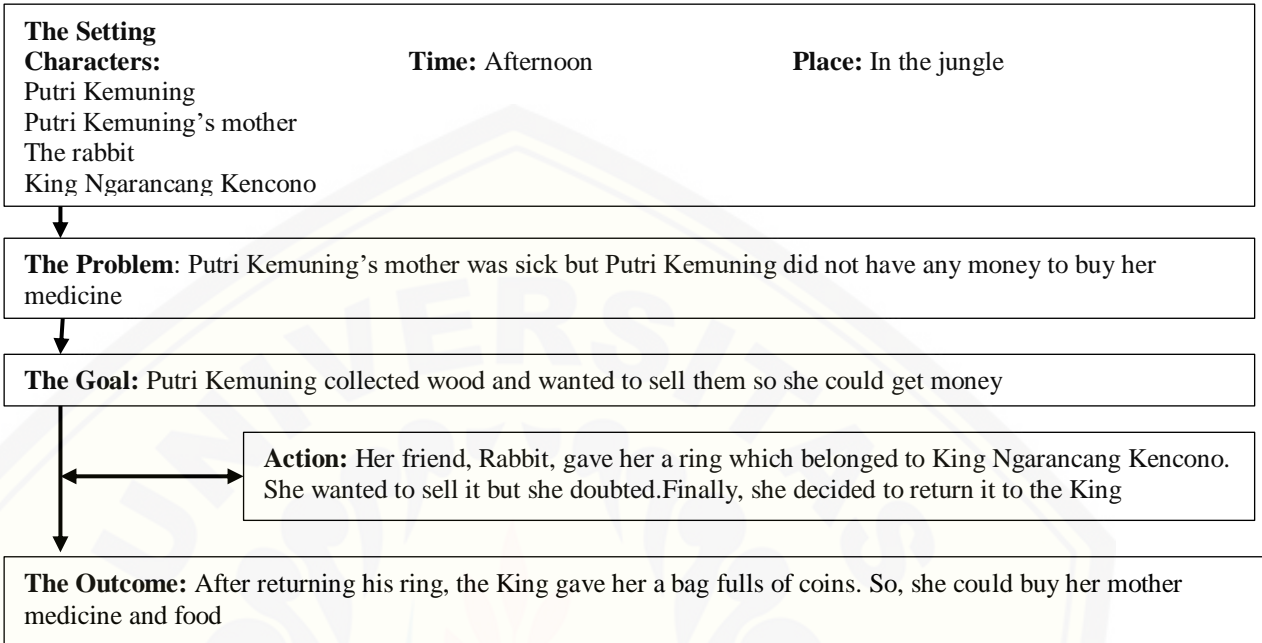 The Setting
Characters: Time: Afternoon Place: In the jungle
Putri Kemuning
Putri Kemuning’s mother
The rabbit
King Ngarancang Kencono
The Problem: Putri Kemuning’s mother was sick but Putri Kemuning did not have any money to buy her
medicine
The Goal: Putri Kemuning collected wood and wanted to sell them so she could get money
Action: Her friend, Rabbit, gave her a ring which belonged to King Ngarancang Kencono.
She wanted to sell it but she doubted.Finally, she decided to return it to the King
The Outcome: After returning his ring, the King gave her a bag fulls of coins. So, she could buy her mother
medicine and food
UNIVERSITAS